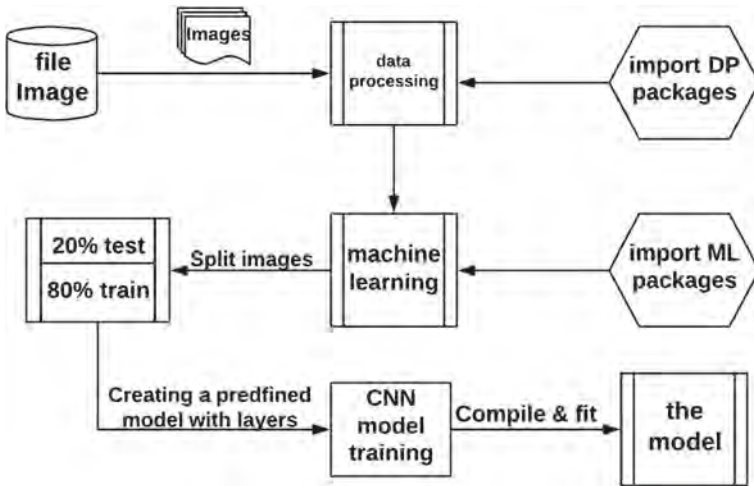 file
Image
Images
data
processing
import DP
packages
20% test
80% train
Split images
machine
learning
import ML
packages
Creating a predfined
model with layers
CNN
model
training
Compile & fit
the
model